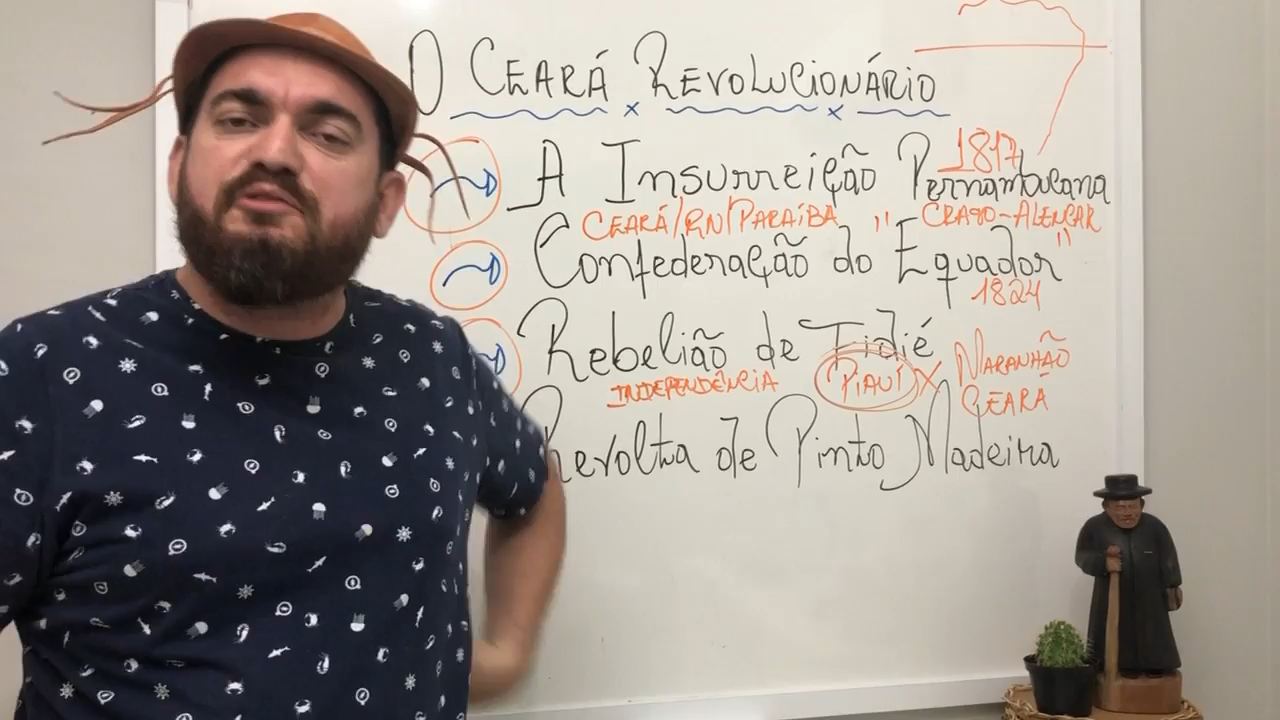 O CEARÁ REVOLUCIONÁRIO
A Insurreição Pernambucana 1817
CEARÁ/RN/PARAÍBA " CRATO-ALENCAR "
Confederação do Equador
1824
Rebelião de Fidié
INDEPENDÊNCIA PIAUÍ X MARANHÃO
CEARÁ
Revolta de Pinto Madeira